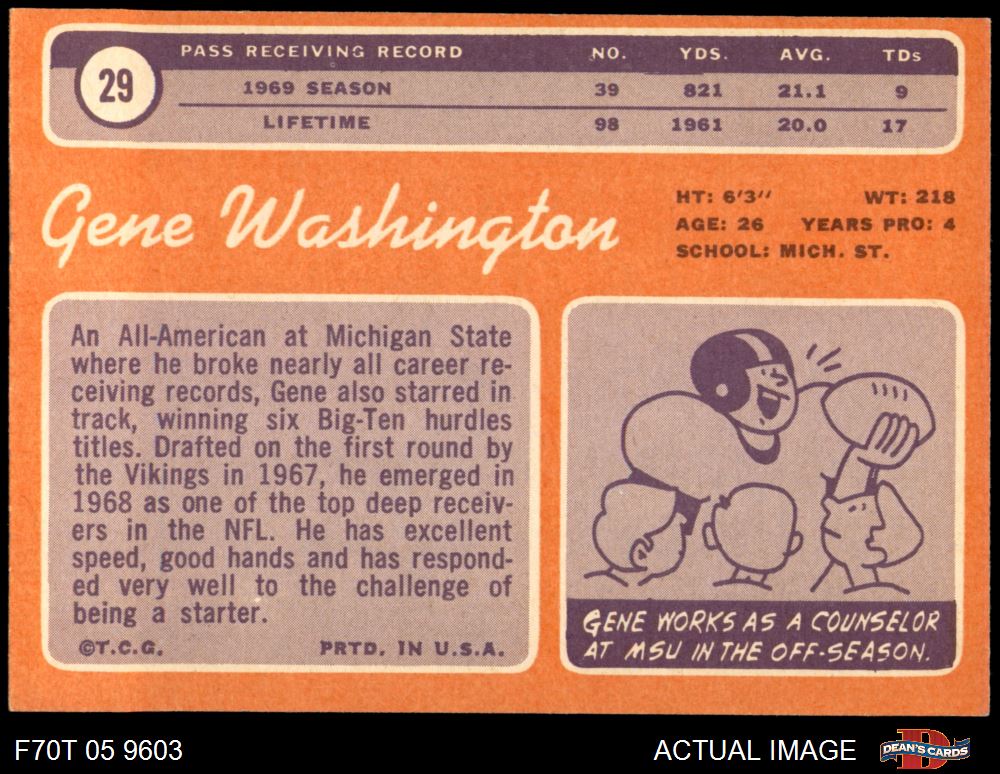 29
PASS RECEIVING RECORD NO. YDS. AVG. TDs
1969 SEASON 39 821 21.1 9
LIFETIME 98 1961 20.0 17
Gene Washington
HT: 6'3" WT: 218
AGE: 26 YEARS PRO: 4
SCHOOL: MICH. ST.
An All-American at Michigan State
where he broke nearly all career re-
ceiving records, Gene also starred in
track, winning six Big-Ten hurdles
titles. Drafted on the first round by
the Vikings in 1967, he emerged in
1968 as one of the top deep receiv-
ers in the NFL. He has excellent
speed, good hands and has respond-
ed very well to the challenge of
being a starter.
©T.C.G. PRTD. IN U.S.A.
GENE WORKS AS A COUNSELOR
AT MSU IN THE OFF-SEASON.
F70T 05 9603
ACTUAL IMAGE
D
DEAN'S CARDS